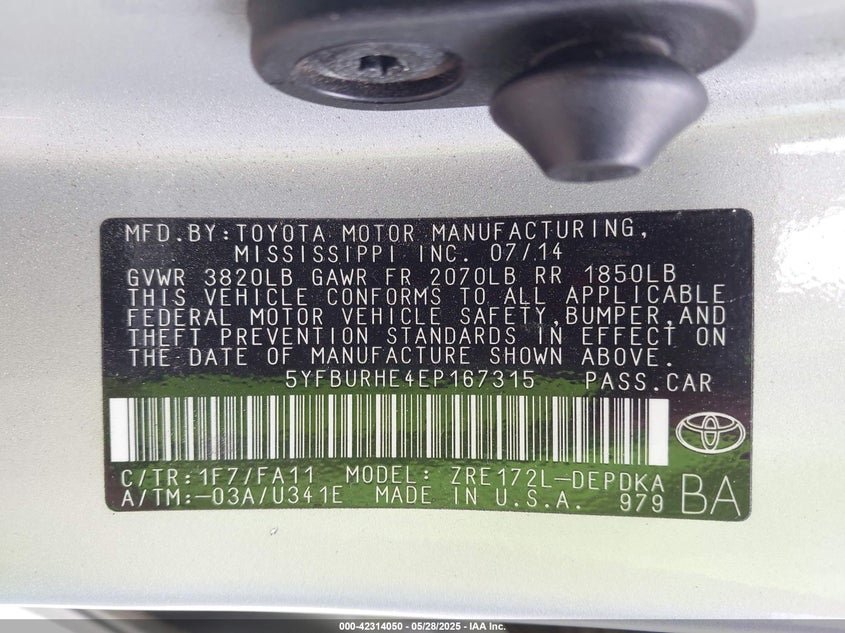 MFD.BY:TOYOTA MOTOR MANUFACTURING,
MISSISSIPPI INC. 07/14
GVWR 3820LB GAWR FR 2070LB RR 1850LB
THIS VEHICLE CONFORMS TO ALL APPLICABLE
FEDERAL MOTOR VEHICLE SAFETY,BUMPER,AND
THEFT PREVENTION STANDARDS IN EFFECT ON
THE DATE OF MANUFACTURE SHOWN ABOVE.
5YFBURHE4EP167315 PASS.CAR
C/TR:1F7/FA11 MODEL: ZRE172L-DEPDKA
A/TM:-03A/U341E MADE IN U.S.A. 979 BA
000-42314050 - 05/28/2025 - IAA Inc.